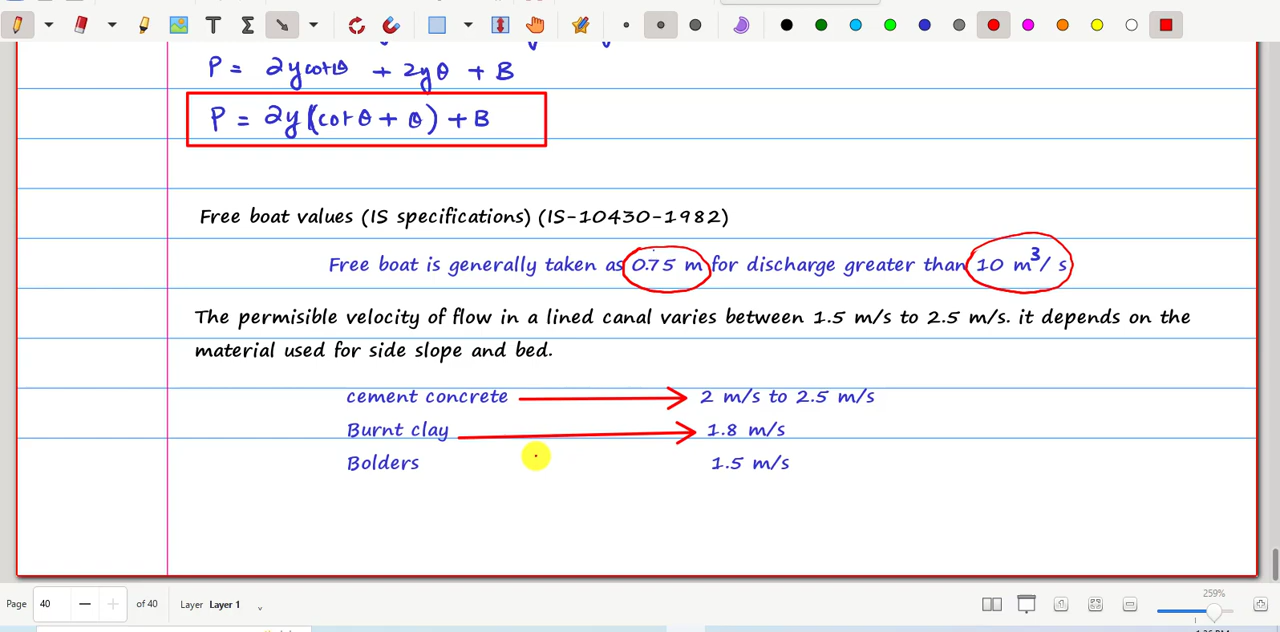 P = 2ycotθ + 2yθ + B
P = 2y(cotθ + θ) + B
Free boat values (IS specifications) (IS-10430-1982)
Free boat is generally taken as 0.75 m for discharge greater than 10 m³/ s
The permisible velocity of flow in a lined canal varies between 1.5 m/s to 2.5 m/s. it depends on the
material used for side slope and bed.
cement concrete → 2 m/s to 2.5 m/s
Burnt clay → 1.8 m/s
Bolders 1.5 m/s
259%
Page 40 of 40 Layer Layer 1